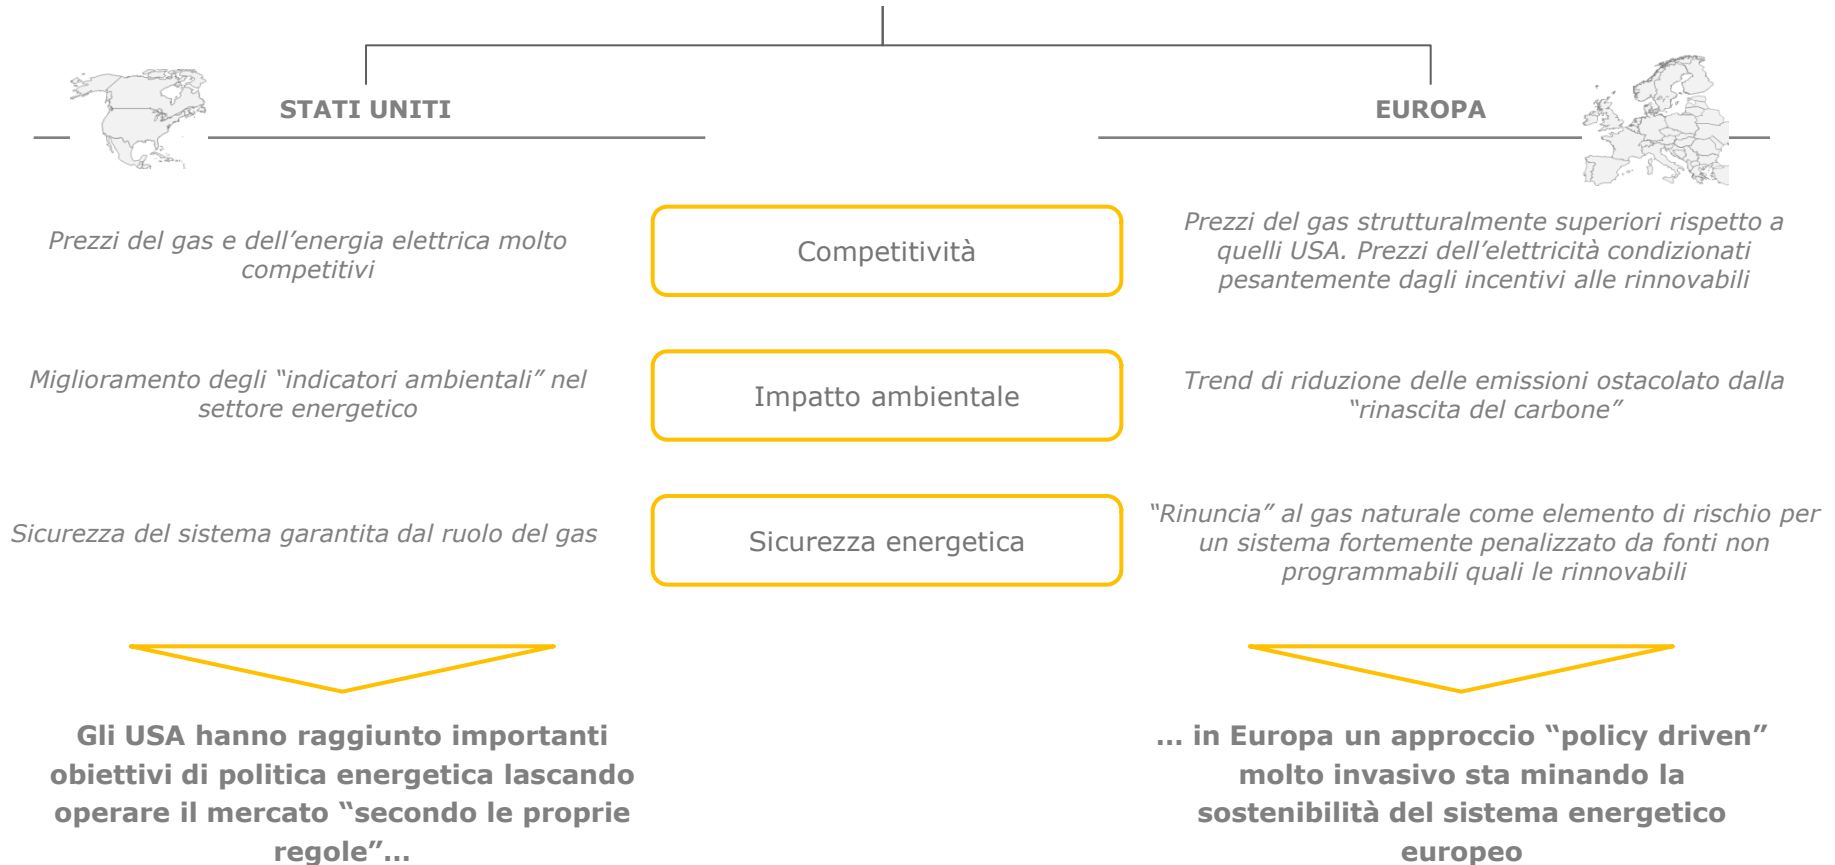 STATI UNITI
EUROPA
Prezzi del gas e dell’energia elettrica molto
competitivi
Competitività
Prezzi del gas strutturalmente superiori rispetto a
quelli USA. Prezzi dell’elettricità condizionati
pesantemente dagli incentivi alle rinnovabili
Miglioramento degli “indicatori ambientali” nel
settore energetico
Impatto ambientale
Trend di riduzione delle emissioni ostacolato dalla
“rinascita del carbone”
Sicurezza del sistema garantita dal ruolo del gas
Sicurezza energetica
“Rinuncia” al gas naturale come elemento di rischio per
un sistema fortemente penalizzato da fonti non
programmabili quali le rinnovabili
Gli USA hanno raggiunto importanti
obiettivi di politica energetica lascando
operare il mercato “secondo le proprie
regole”…
… in Europa un approccio “policy driven”
molto invasivo sta minando la
sostenibilità del sistema energetico
europeo